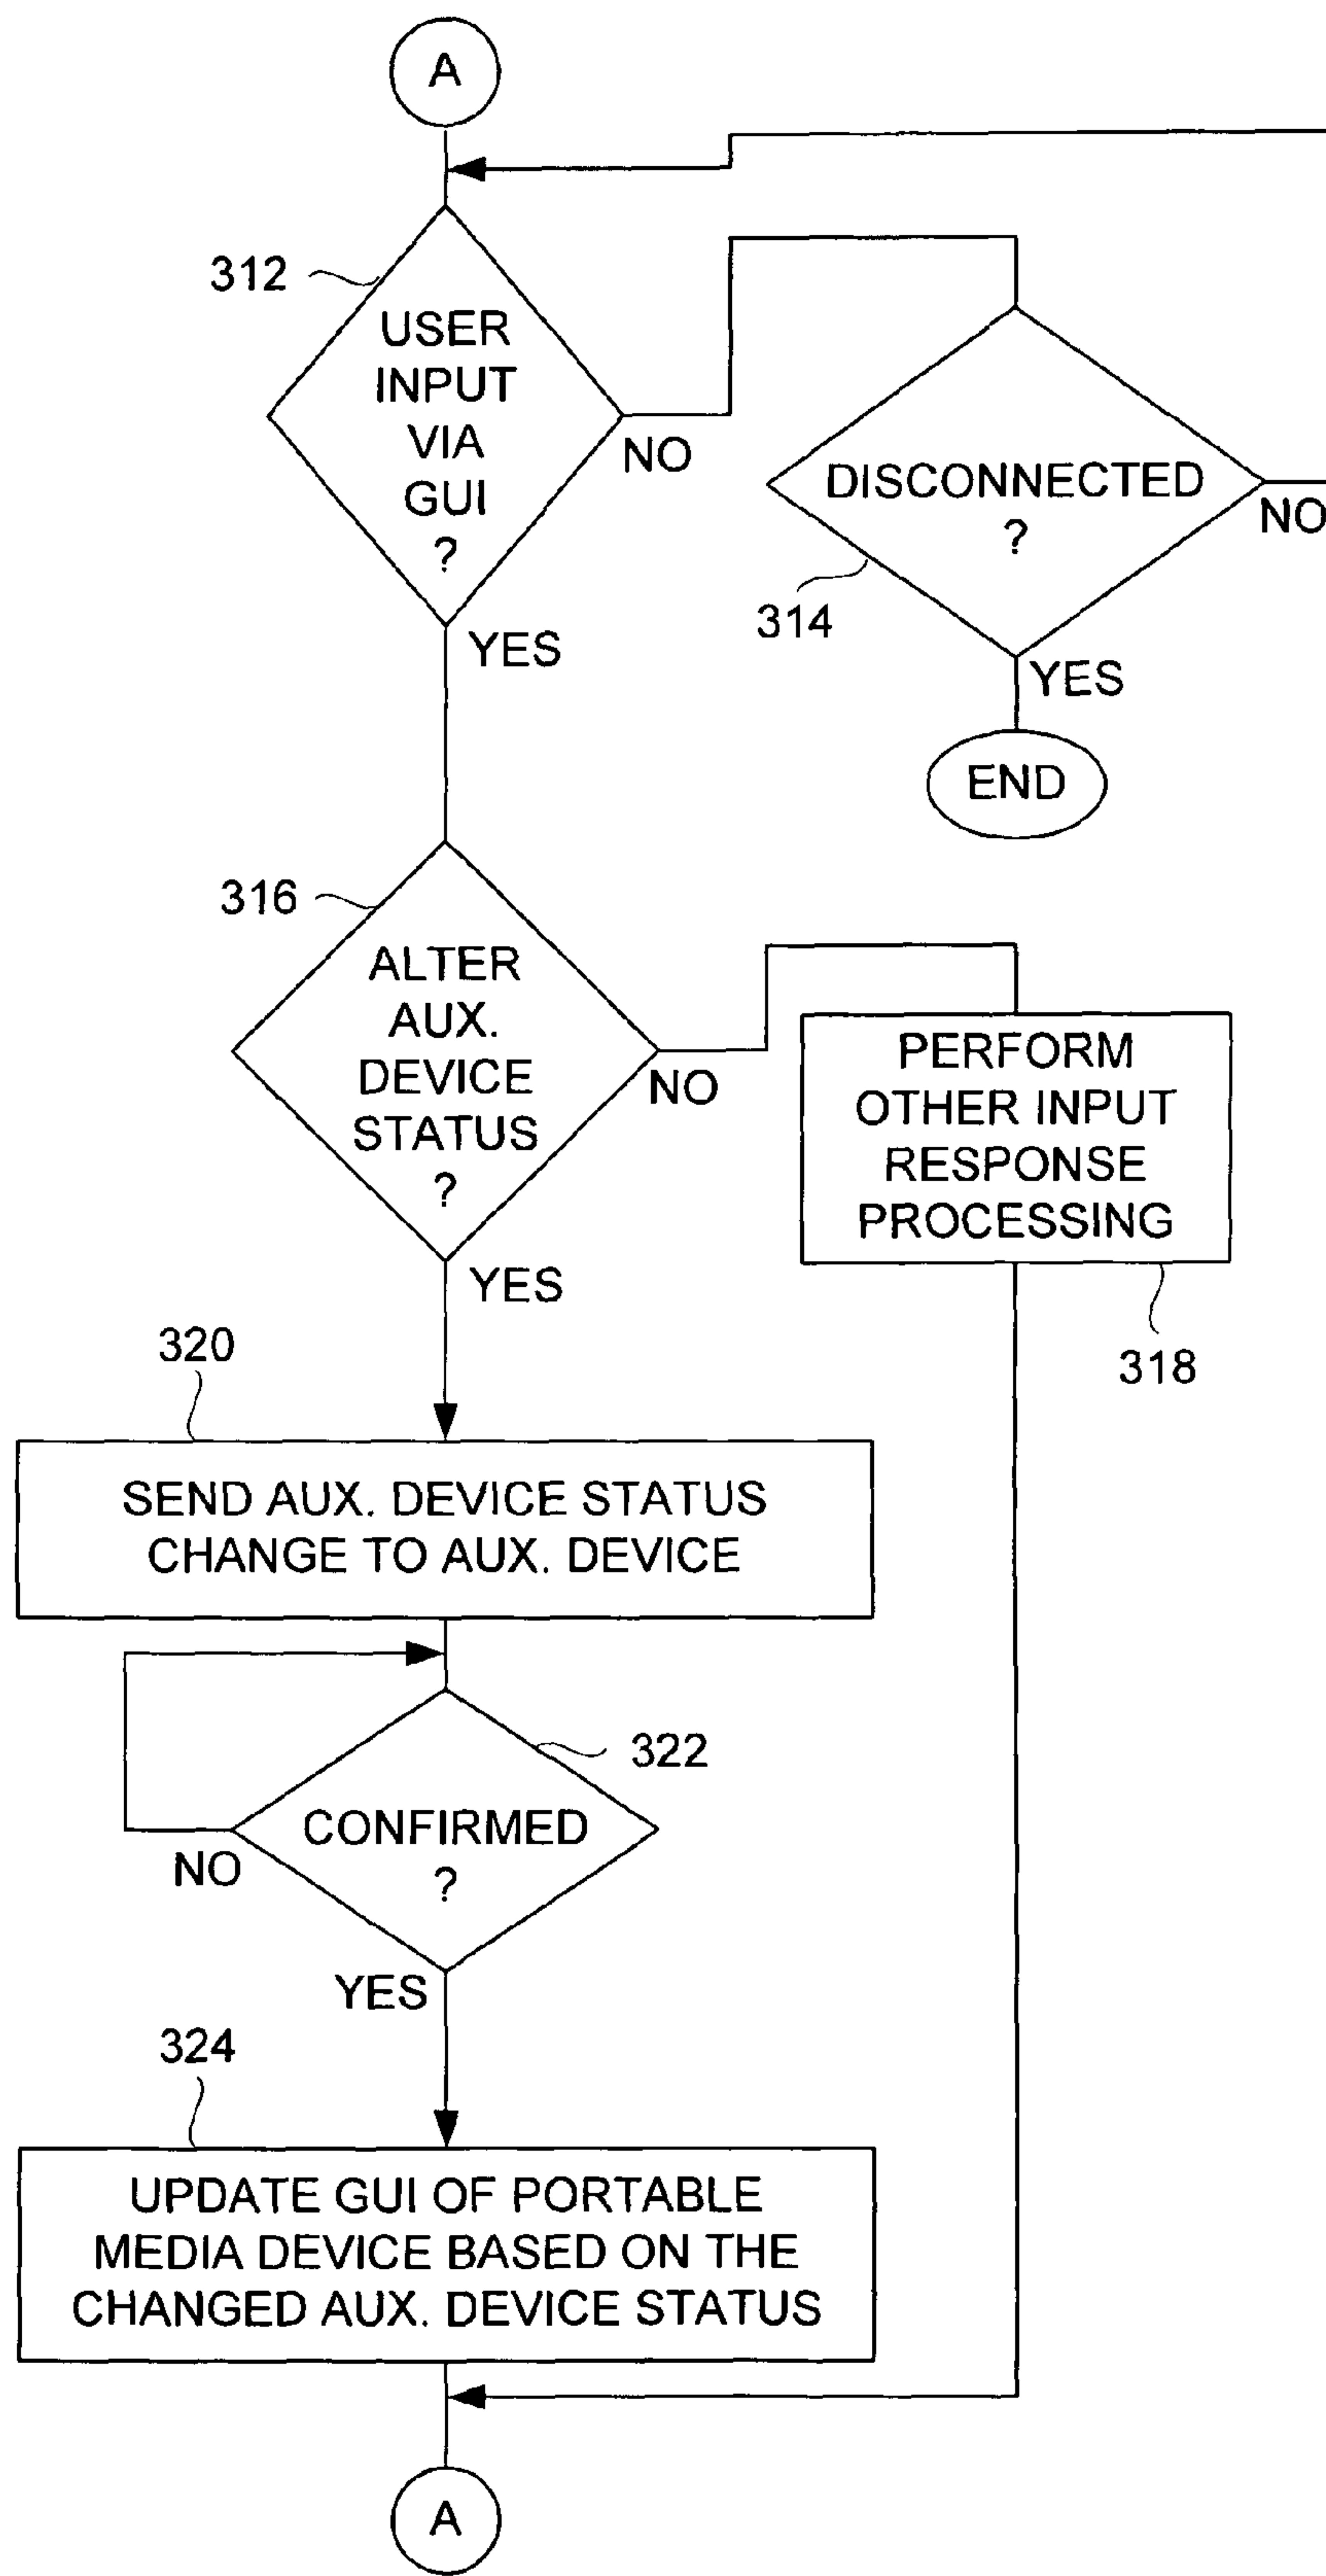 A
312
USER
INPUT
VIA
GUI
?
NO
YES
DISCONNECTED
?
NO
314
YES
END
316
ALTER
AUX.
DEVICE
STATUS
?
NO
YES
PERFORM
OTHER INPUT
RESPONSE
PROCESSING
318
320
SEND AUX. DEVICE STATUS
CHANGE TO AUX. DEVICE
322
CONFIRMED
?
NO
YES
324
UPDATE GUI OF PORTABLE
MEDIA DEVICE BASED ON THE
CHANGED AUX. DEVICE STATUS
A